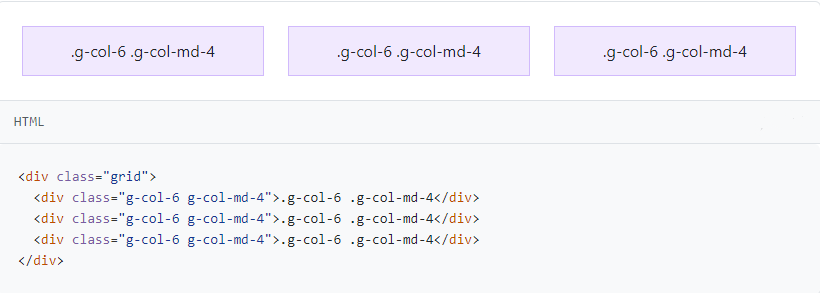 .g-col-6 .g-col-md-4 .g-col-6 .g-col-md-4 .g-col-6 .g-col-md-4
HTML
<div class="grid">
  <div class="g-col-6 g-col-md-4">.g-col-6 .g-col-md-4</div>
  <div class="g-col-6 g-col-md-4">.g-col-6 .g-col-md-4</div>
  <div class="g-col-6 g-col-md-4">.g-col-6 .g-col-md-4</div>
</div>